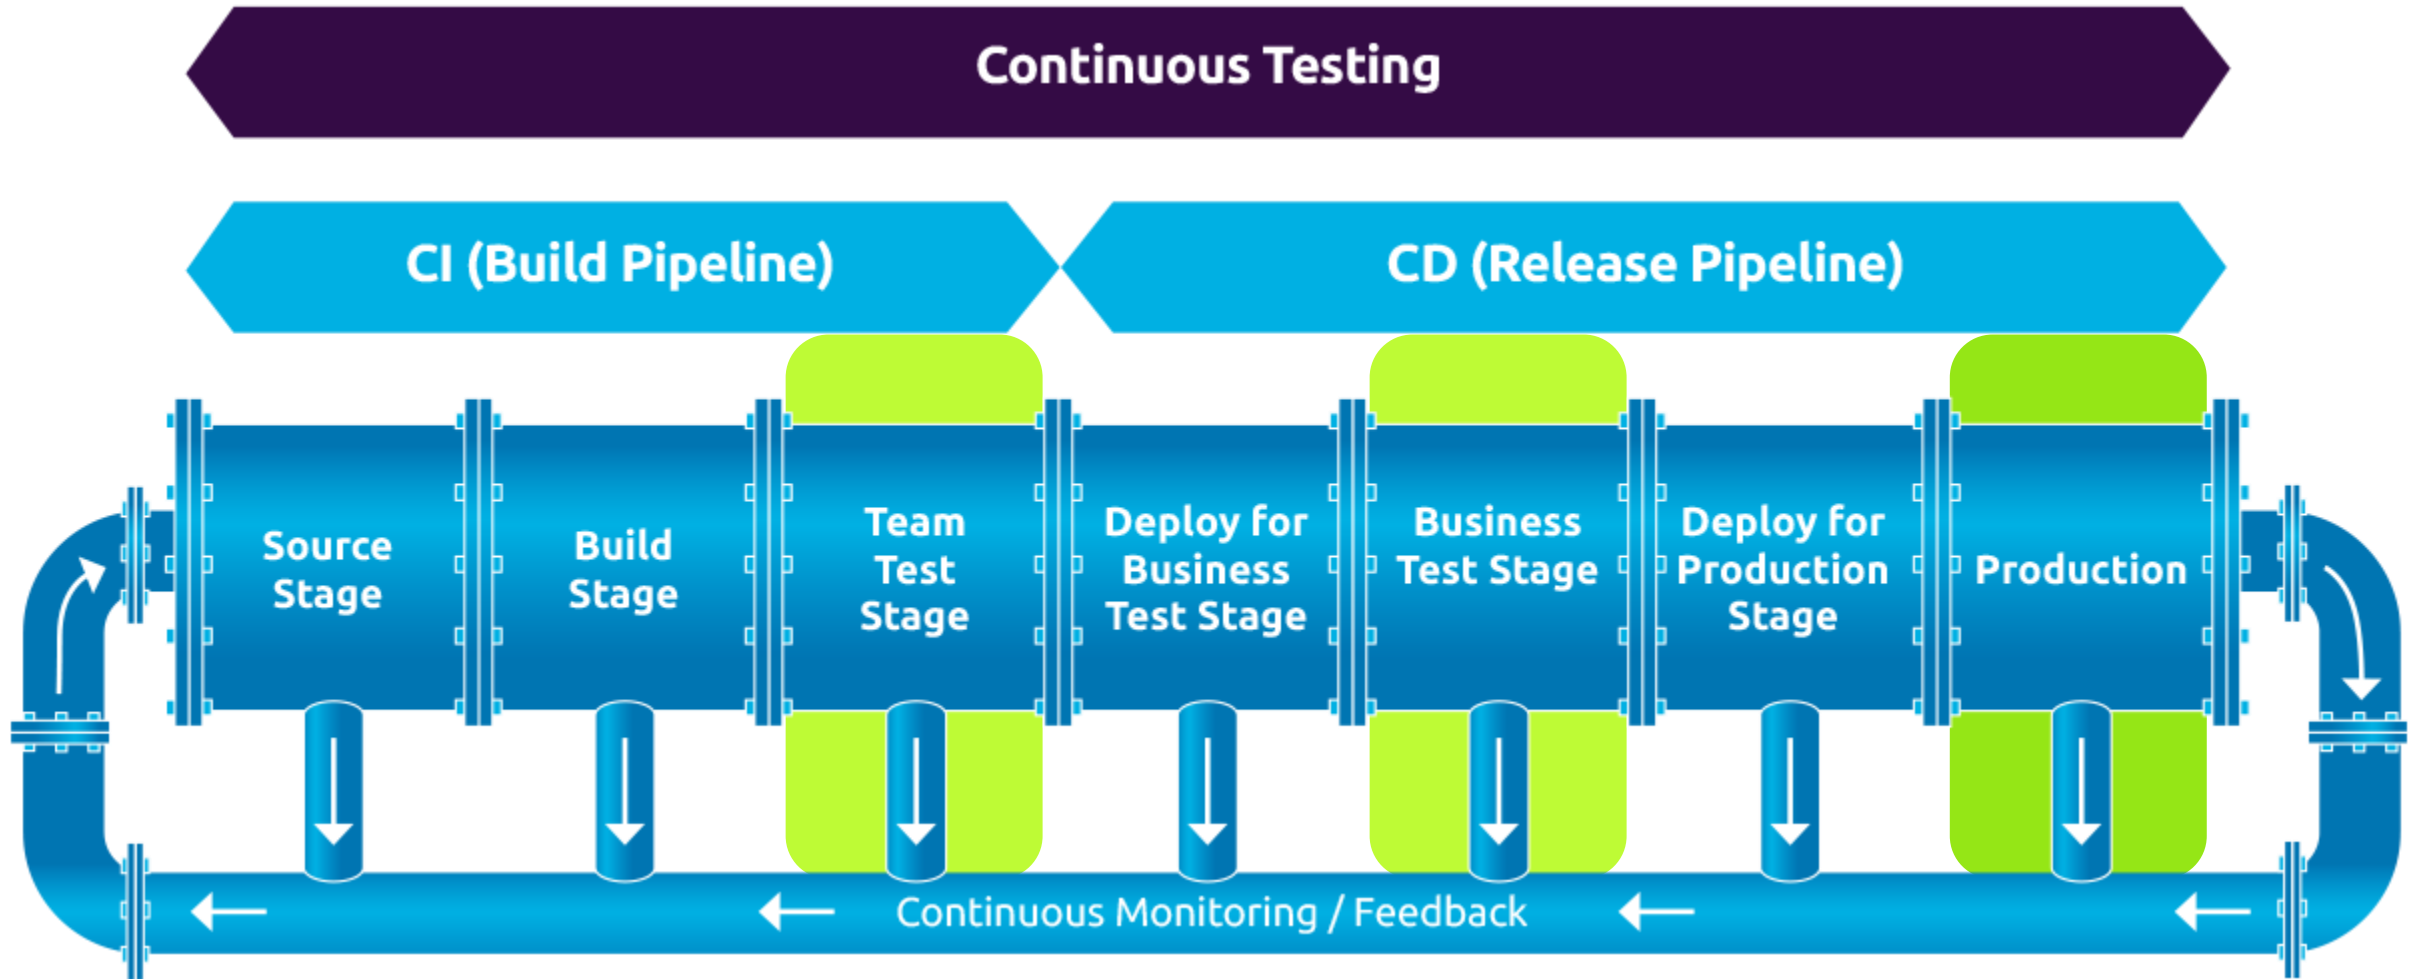 Continuous Testing
CI (Build Pipeline)
CD (Release Pipeline)
Source
Stage
Build
Stage
Team
Test
Stage
Deploy for
Business
Test Stage
Business
Test Stage
Deploy for
Production
Stage
Production
Continuous Monitoring / Feedback